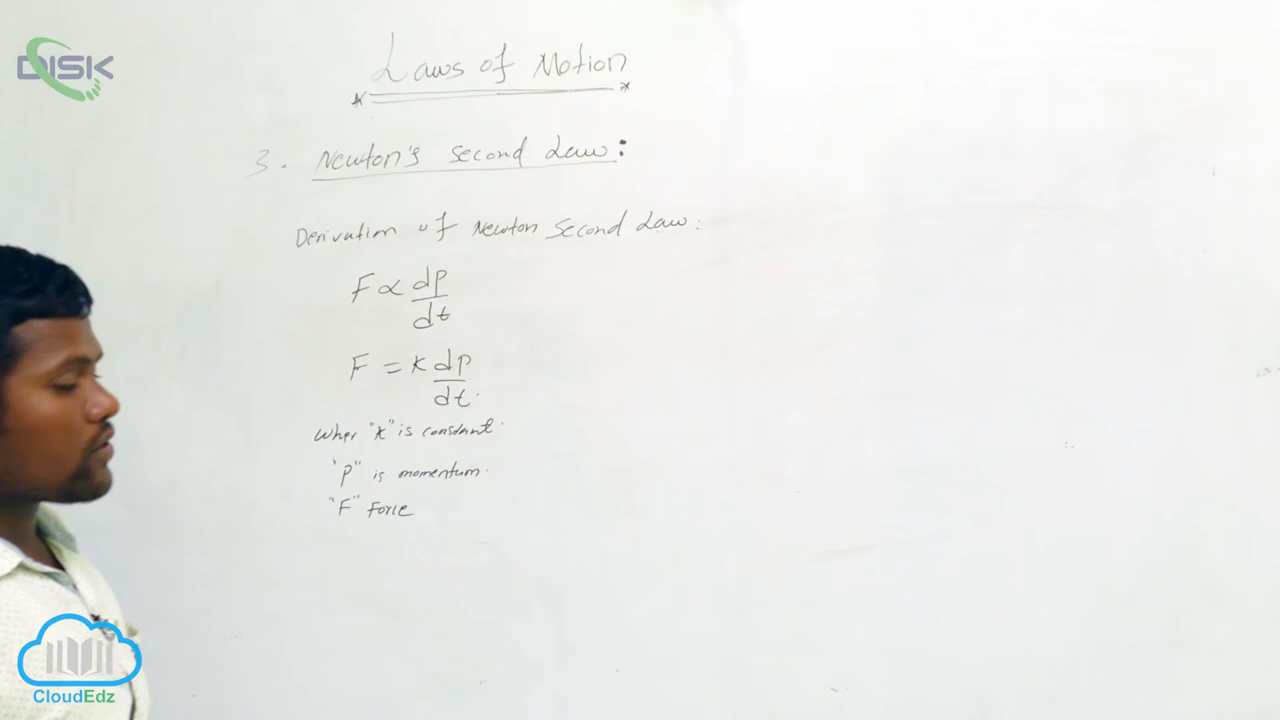 DISK
Laws of Motion
3. Newton's second Law:
Derivation of Newton Second Law:
F ∝ dp/dt
F = K dp/dt.
Wher "K" is constant.
"P" is momentum.
"F" Force
CloudEdz